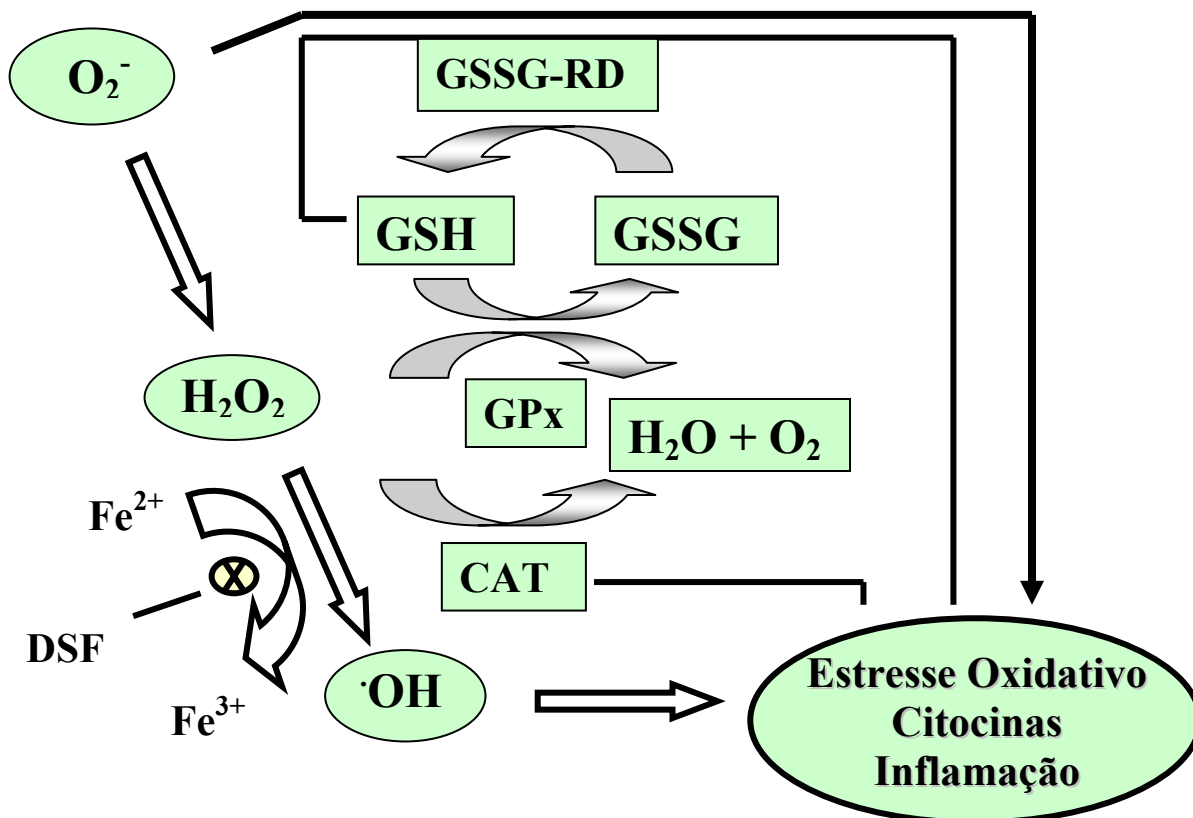 O₂⁻
GSSG-RD
GSH
GSSG
H₂O₂
GPx
H₂O + O₂
Fe²⁺
X
CAT
DSF
Fe³⁺
·OH
Estresse Oxidativo
Citocinas
Inflamação